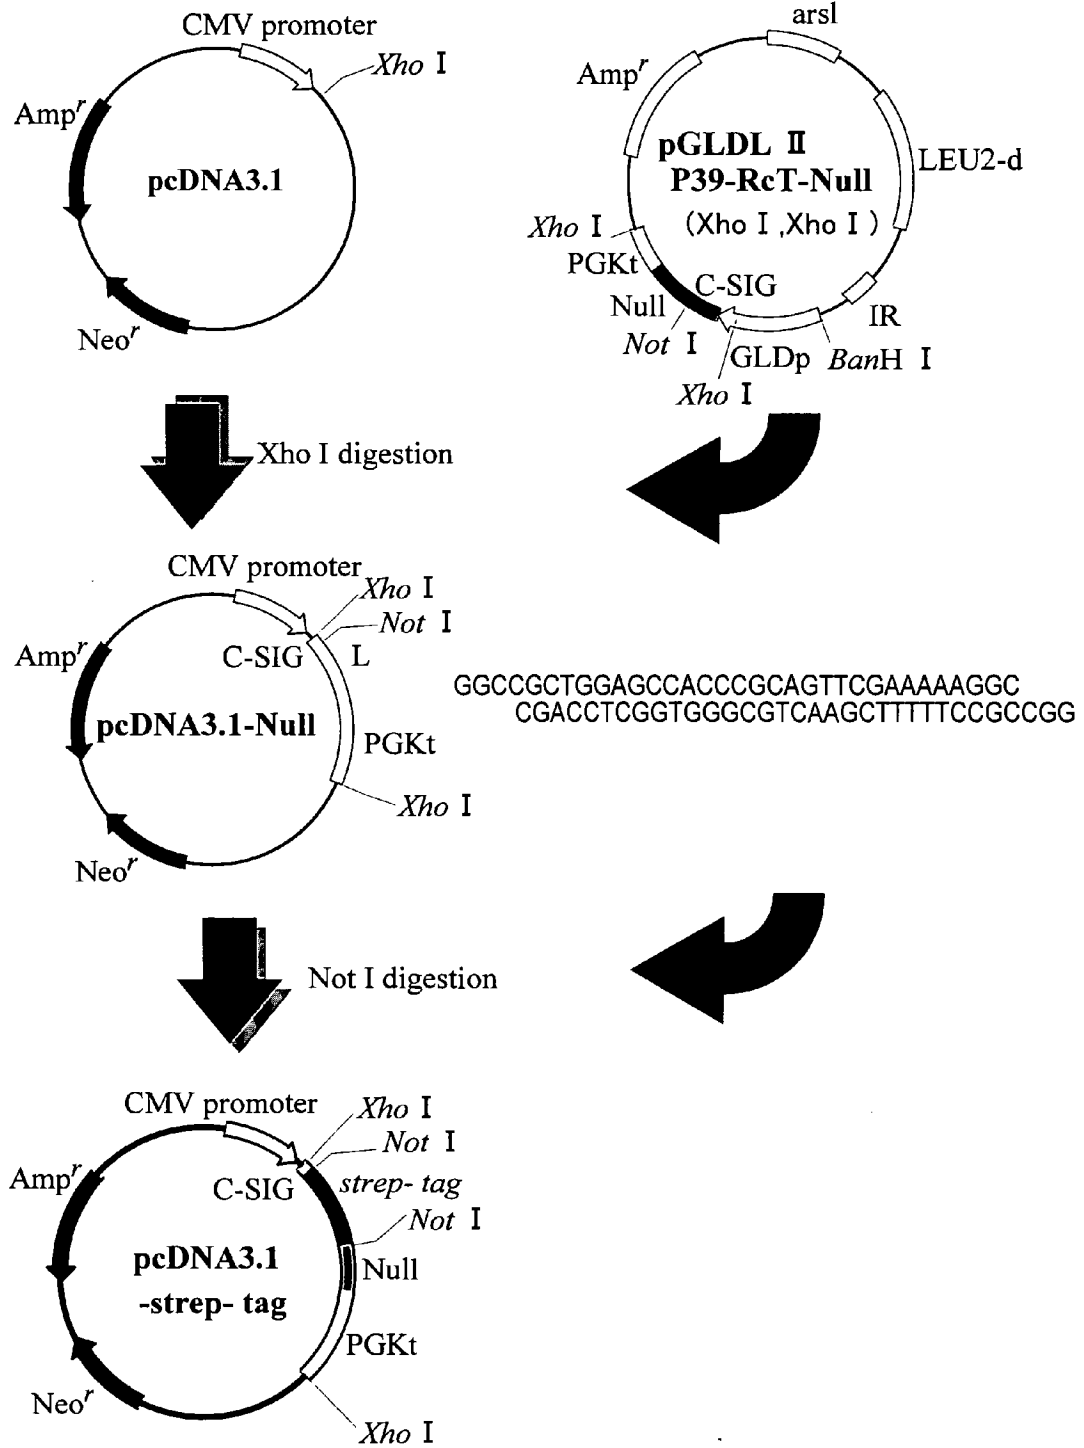 CMV promoter
Xho I
Amp^r
pcDNA3.1
Neo^r
arsI
Amp^r
pGLDL II
P39-RcT-Null
(Xho I ,Xho I )
LEU2-d
Xho I
PGKt
C-SIG
Null
IR
Not I
GLDp
BanH I
Xho I
Xho I digestion
CMV promoter
Xho I
Not I
Amp^r
C-SIG
L
pcDNA3.1-Null
PGKt
Xho I
Neo^r
GGCCGCTGGAGCCACCCGCAGTTCGAAAAAGGC
CGACCTCGGTGGGCGTCAAGCTTTTTCCGCCGG
Not I digestion
CMV promoter
Xho I
Not I
Amp^r
C-SIG
strep- tag
Not I
pcDNA3.1
-strep- tag
Null
PGKt
Neo^r
Xho I